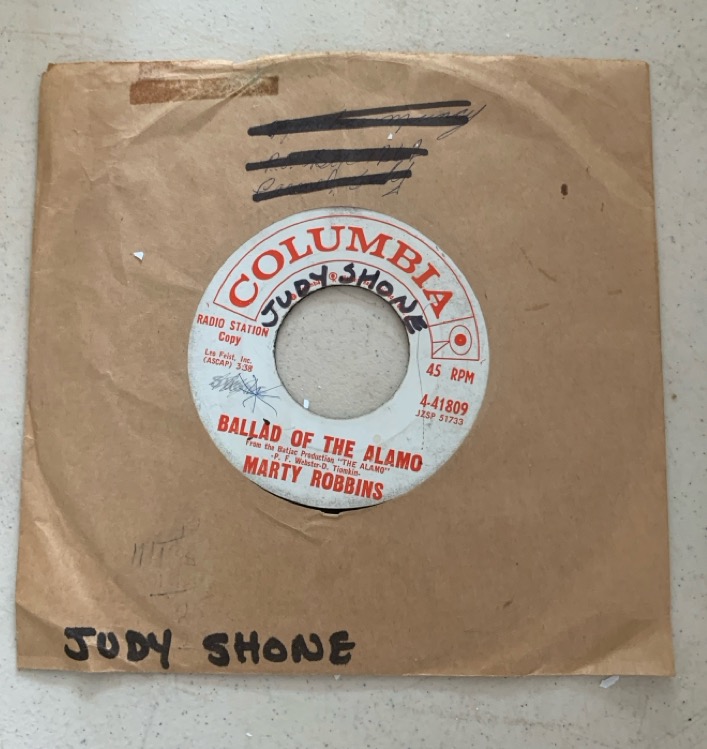 COLUMBIA
JUDY SHONE
RADIO STATION
Copy
Leo Feist, Inc.
(ASCAP) 3:38
45 RPM
4-41809
JZSP 51733
BALLAD OF THE ALAMO
From the Batjac Production "THE ALAMO"
-P. F. Webster-D. Tiomkin-
MARTY ROBBINS
JUDY SHONE